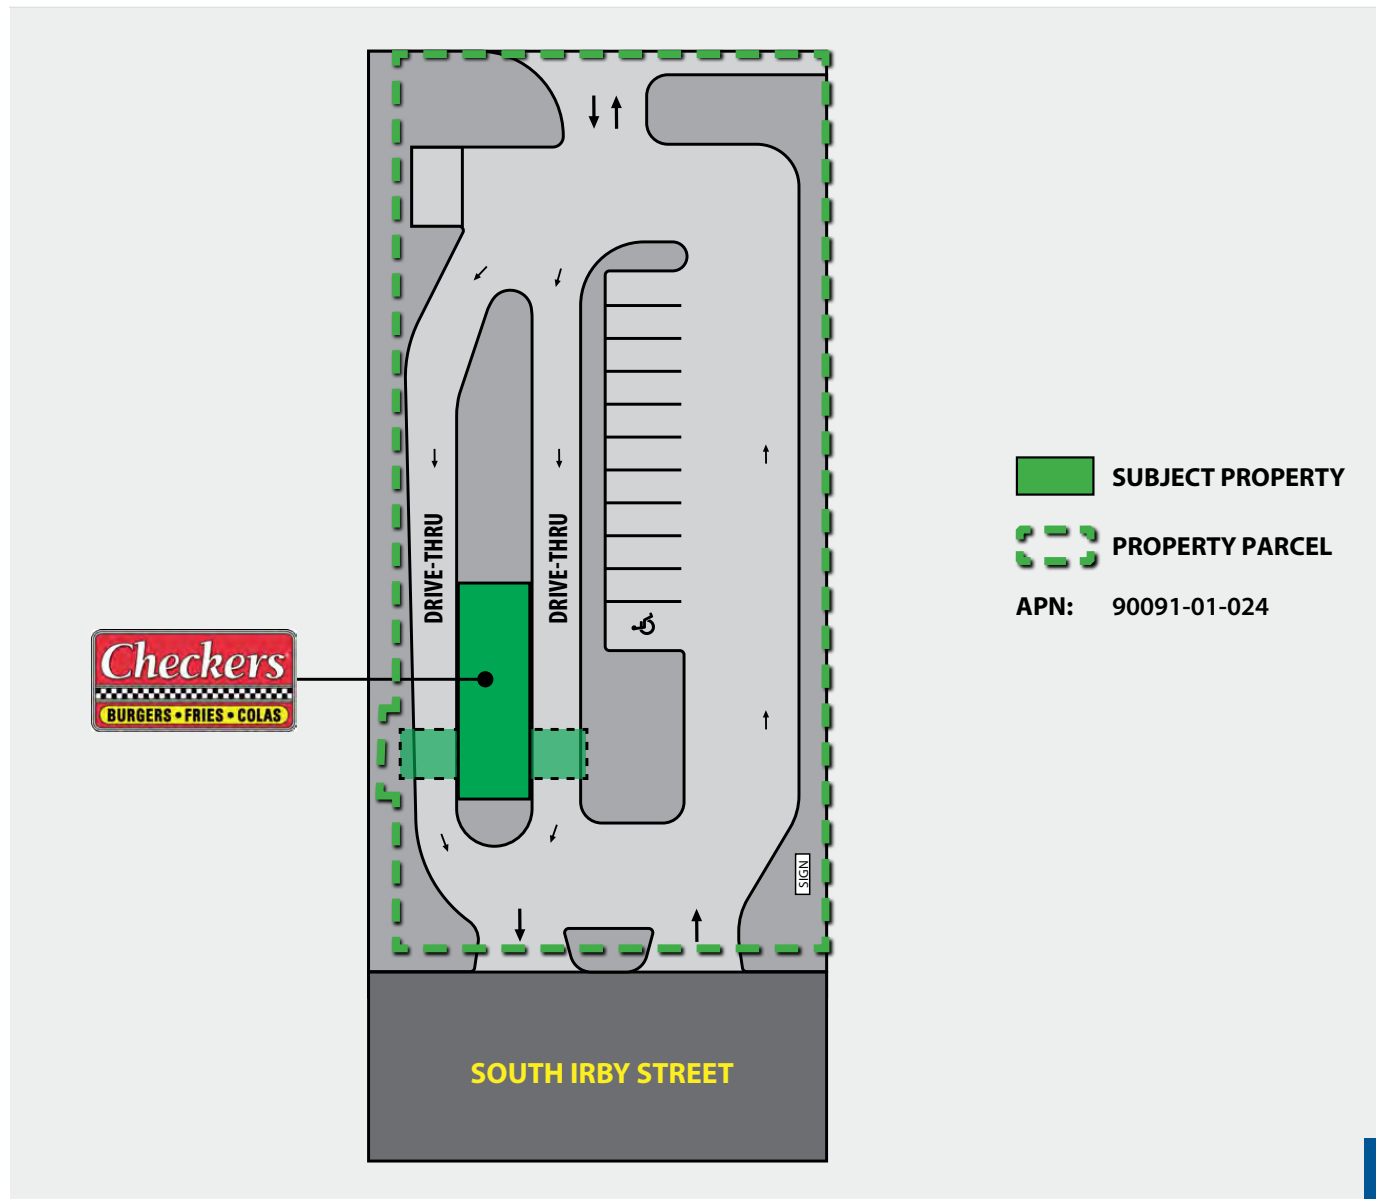 DRIVE-THRU
DRIVE-THRU
Checkers
BURGERS • FRIES • COLAS
SIGN
SOUTH IRBY STREET
SUBJECT PROPERTY
PROPERTY PARCEL
APN: 90091-01-024